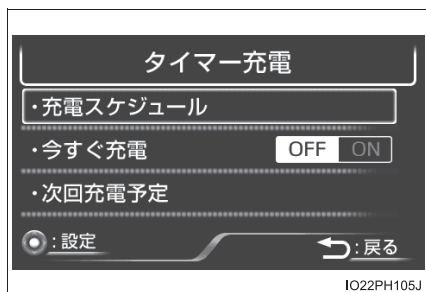 タイマー充電
・充電スケジュール
・今すぐ充電 OFF ON
・次回充電予定
:設定 :戻る
IO22PH105J